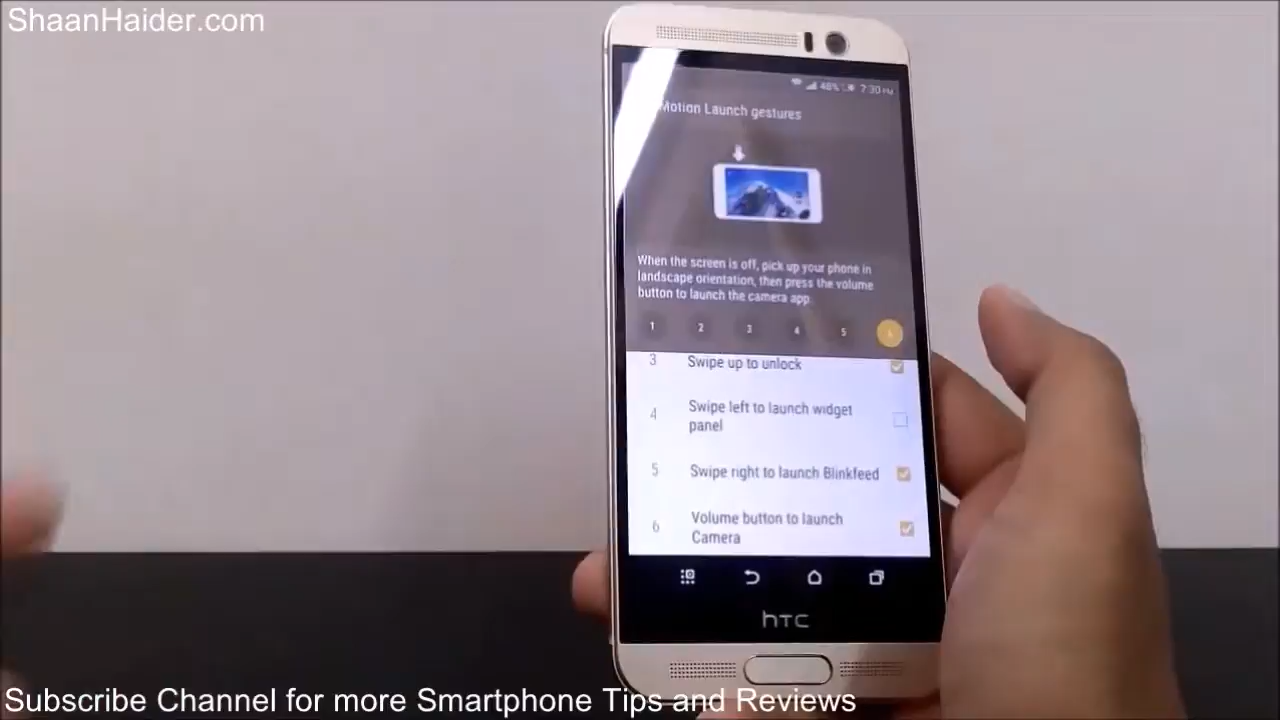 ShaanHaider.com
48% 7:30 PM
Motion Launch gestures
When the screen is off, pick up your phone in
landscape orientation, then press the volume
button to launch the camera app.
1 2 3 4 5
3 Swipe up to unlock
4 Swipe left to launch widget
panel
5 Swipe right to launch Blinkfeed
6 Volume button to launch
Camera
hTC
Subscribe Channel for more Smartphone Tips and Reviews